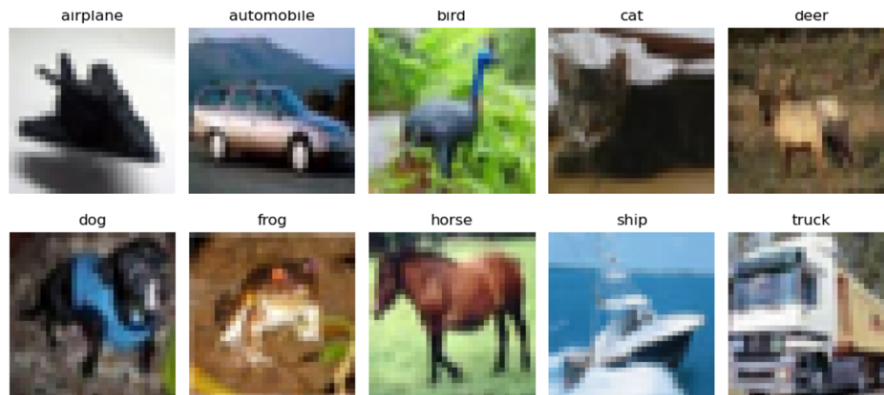 airplane automobile bird cat deer
dog frog horse ship truck